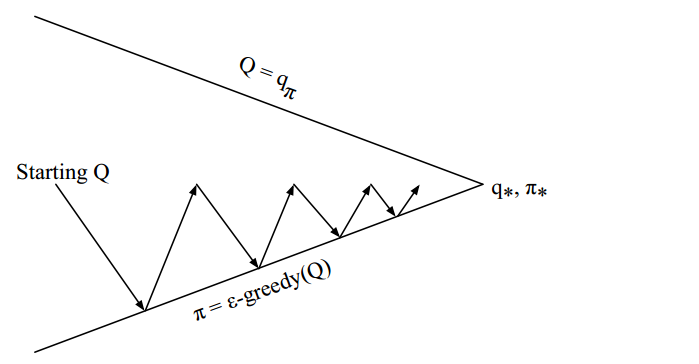 Q = qπ
Starting Q
q*, π*
π = ε-greedy(Q)